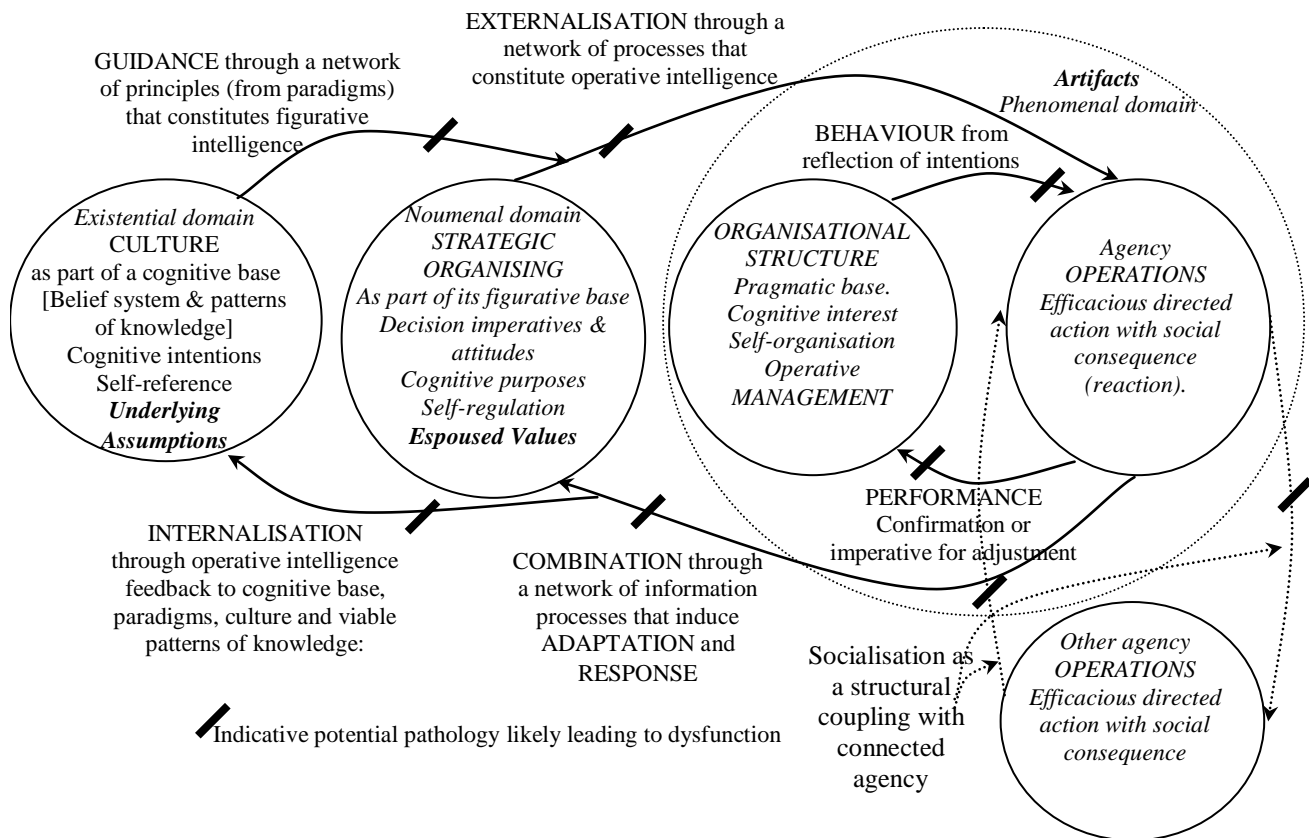 EXTERNALISATION through a
network of processes that
constitute operative intelligence
GUIDANCE through a network
of principles (from paradigms)
that constitutes figurative
intelligence
Artifacts
Phenomenal domain
BEHAVIOUR from
reflection of intentions
Existential domain
CULTURE
as part of a cognitive base
[Belief system & patterns
of knowledge]
Cognitive intentions
Self-reference
Underlying
Assumptions
Noumenal domain
STRATEGIC
ORGANISING
As part of its figurative base
Decision imperatives &
attitudes
Cognitive purposes
Self-regulation
Espoused Values
ORGANISATIONAL
STRUCTURE
Pragmatic base.
Cognitive interest
Self-organisation
Operative
MANAGEMENT
Agency
OPERATIONS
Efficacious directed
action with social
consequence
(reaction).
PERFORMANCE
Confirmation or
imperative for adjustment
INTERNALISATION
through operative intelligence
feedback to cognitive base,
paradigms, culture and viable
patterns of knowledge:
COMBINATION through
a network of information
processes that induce
ADAPTATION and
RESPONSE
Socialisation as
a structural
coupling with
connected
agency
Other agency
OPERATIONS
Efficacious directed
action with social
consequence
Indicative potential pathology likely leading to dysfunction